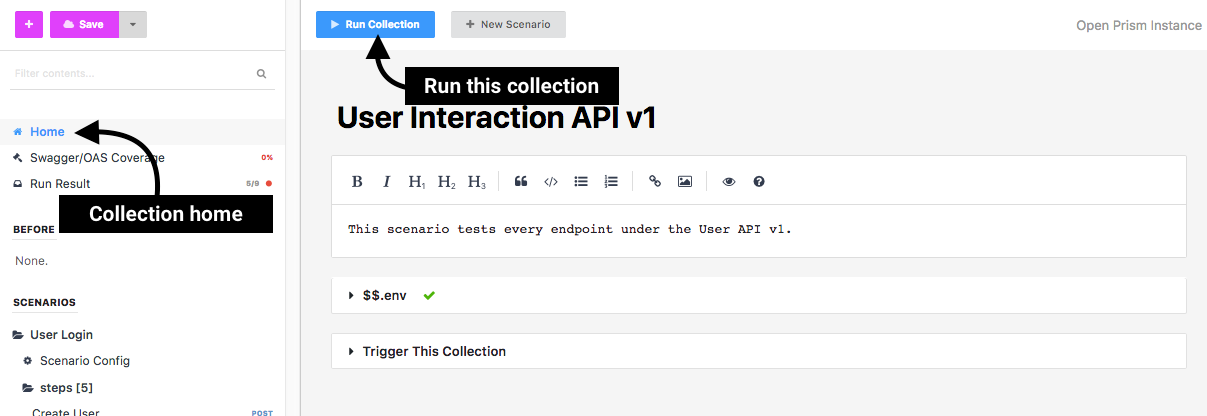 +
Save
Run Collection
+ New Scenario
Open Prism Instance
Filter contents...
Run this collection
User Interaction API v1
Home
Swagger/OAS Coverage 0%
Run Result 5/9
Collection home
BEFORE
None.
SCENARIOS
User Login
Scenario Config
steps [5]
Create User POST
B I H1 H2 H3
This scenario tests every endpoint under the User API v1.
$$.env
Trigger This Collection